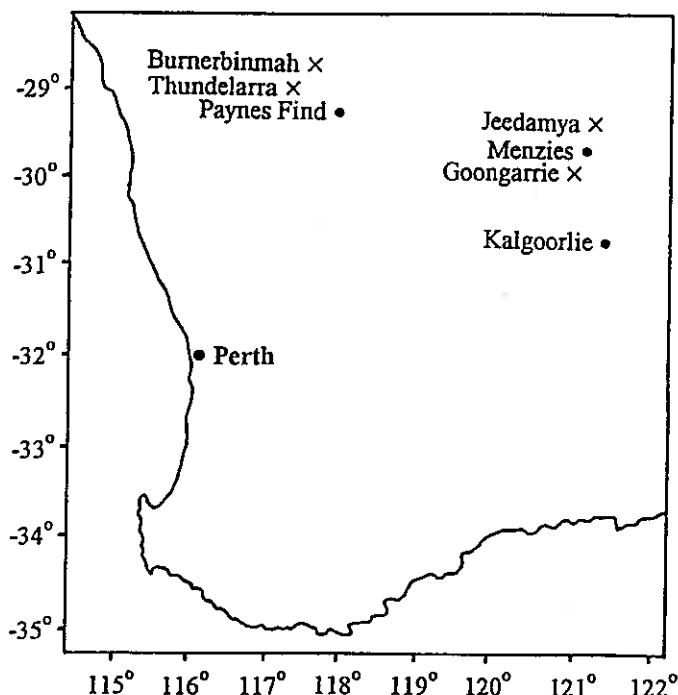 Burnerbinmah ×
-29° Thundelarra ×
Paynes Find •
Jeedamya ×
Menzies •
-30° Goongarrie ×
Kalgoorlie •
-31°
-32° • Perth
-33°
-34°
-35°
115° 116° 117° 118° 119° 120° 121° 122°